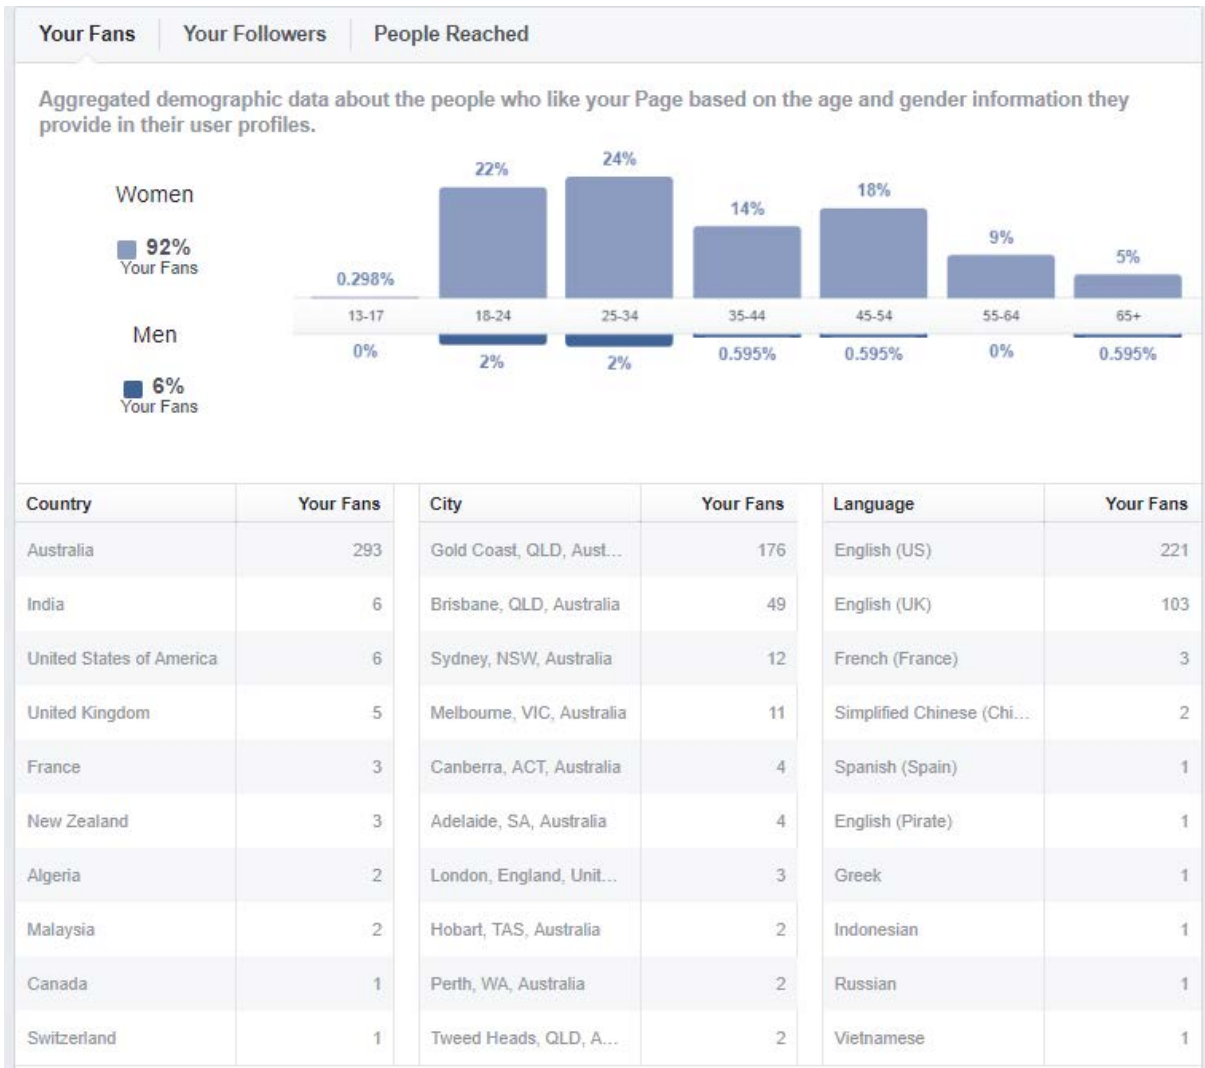 Your Fans Your Followers People Reached
Aggregated demographic data about the people who like your Page based on the age and gender information they
provide in their user profiles.
Women
92%
Your Fans
0.298% 22% 24% 14% 18% 9% 5%
13-17 18-24 25-34 35-44 45-54 55-64 65+
Men
6%
Your Fans
0% 2% 2% 0.595% 0.595% 0% 0.595%
Country Your Fans City Your Fans Language Your Fans
Australia 293 Gold Coast, QLD, Aust... 176 English (US) 221
India 6 Brisbane, QLD, Australia 49 English (UK) 103
United States of America 6 Sydney, NSW, Australia 12 French (France) 3
United Kingdom 5 Melbourne, VIC, Australia 11 Simplified Chinese (Chi... 2
France 3 Canberra, ACT, Australia 4 Spanish (Spain) 1
New Zealand 3 Adelaide, SA, Australia 4 English (Pirate) 1
Algeria 2 London, England, Unit... 3 Greek 1
Malaysia 2 Hobart, TAS, Australia 2 Indonesian 1
Canada 1 Perth, WA, Australia 2 Russian 1
Switzerland 1 Tweed Heads, QLD, A... 2 Vietnamese 1